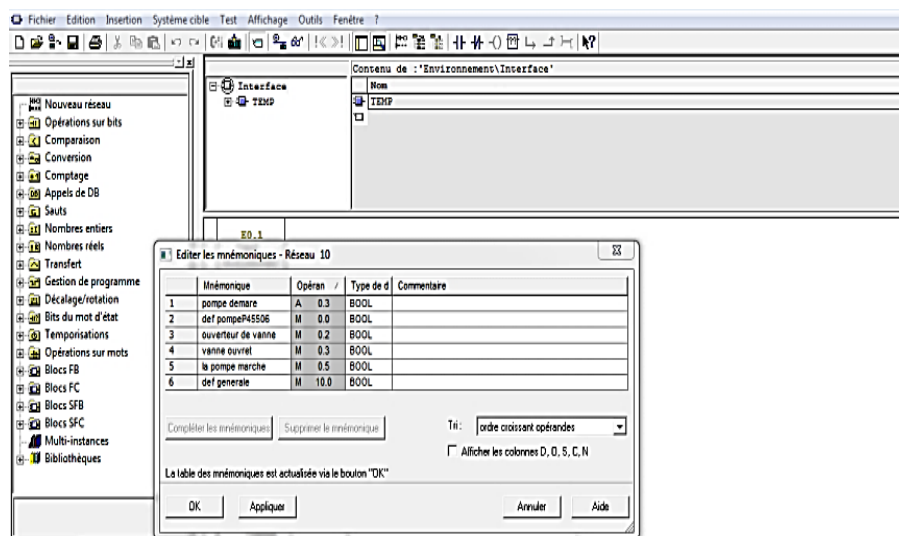 Fichier Edition Insertion Système cible Test Affichage Outils Fenêtre ?
Contenu de :'Environnement\Interface'
Interface
TEMP
Nom
TEMP
Nouveau réseau
Opérations sur bits
Comparaison
Conversion
Comptage
Appels de DB
Sauts
Nombres entiers
Nombres réels
Transfert
Gestion de programme
Décalage/rotation
Bits du mot d'état
Temporisations
Opérations sur mots
Blocs FB
Blocs FC
Blocs SFB
Blocs SFC
Multi-instances
Bibliothèques
E0.1
Editer les mnémoniques - Réseau 10
Mnémonique Opéran / Type de d Commentaire
1 pompe demare A 0.3 BOOL
2 def pompeP45506 M 0.0 BOOL
3 ouverteur de vanne M 0.2 BOOL
4 vanne ouvret M 0.3 BOOL
5 la pompe marche M 0.5 BOOL
6 def generale M 10.0 BOOL
Compléter les mnémoniques Supprimer le mnémonique Tri : ordre croissant opérandes
Afficher les colonnes D, O, S, C, N
La table des mnémoniques est actualisée via le bouton "OK"
OK Appliquer Annuler Aide